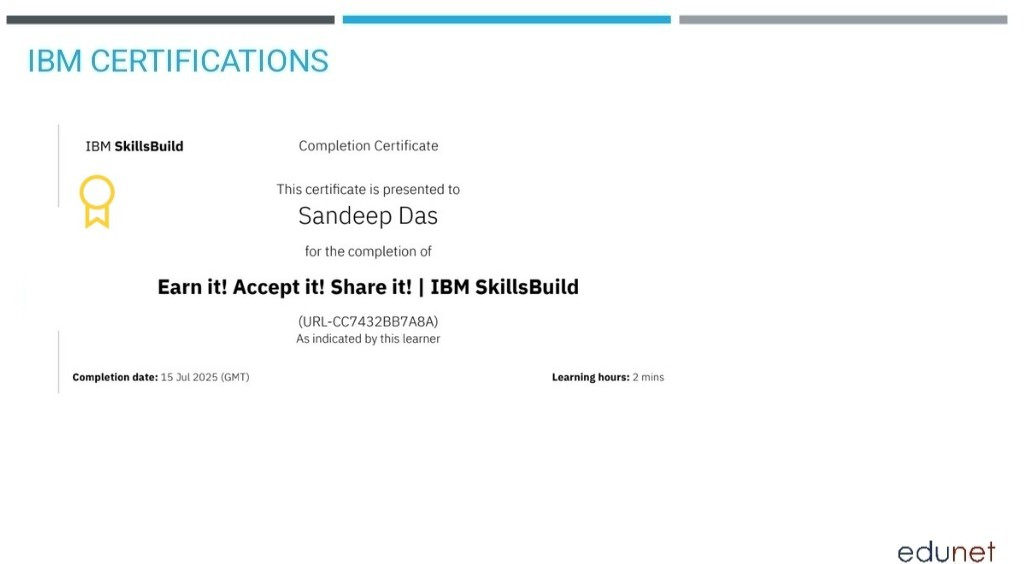 IBM CERTIFICATIONS
IBM SkillsBuild
Completion Certificate
This certificate is presented to
Sandeep Das
for the completion of
Earn it! Accept it! Share it! | IBM SkillsBuild
(URL-CC7432BB7A8A)
As indicated by this learner
Completion date: 15 Jul 2025 (GMT)
Learning hours: 2 mins
edunet